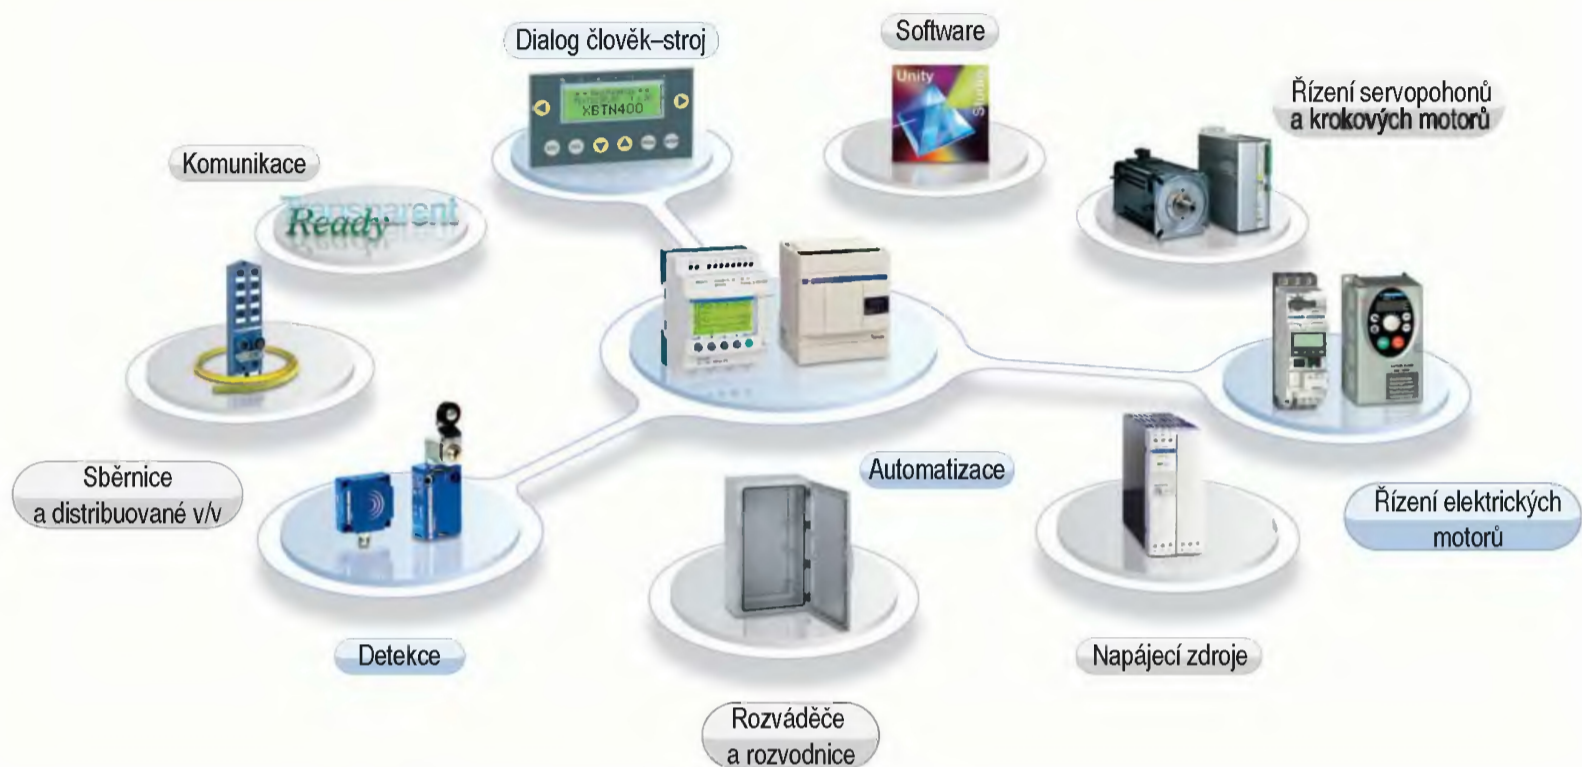 Dialog člověk–stroj
Software
Unity
Studio
Řízení servopohonů
a krokových motorů
XBTN400
Komunikace
Transparent
Ready
Automatizace
Sběrnice
a distribuované v/v
Řízení elektrických
motorů
Detekce
Napájecí zdroje
Rozváděče
a rozvodnice